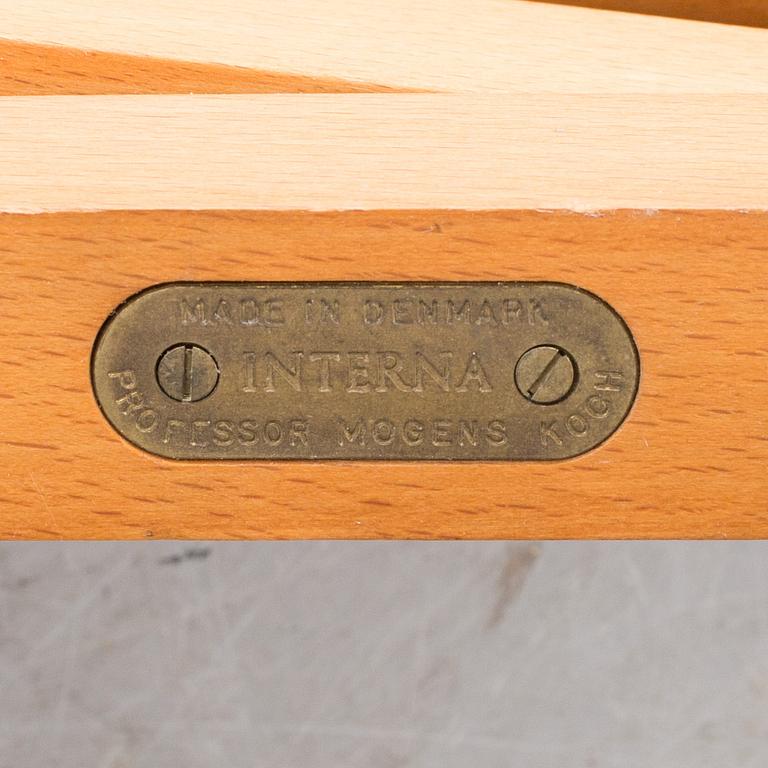 MADE IN DENMARK
INTERNA
PROFESSOR MOGENS KOCH